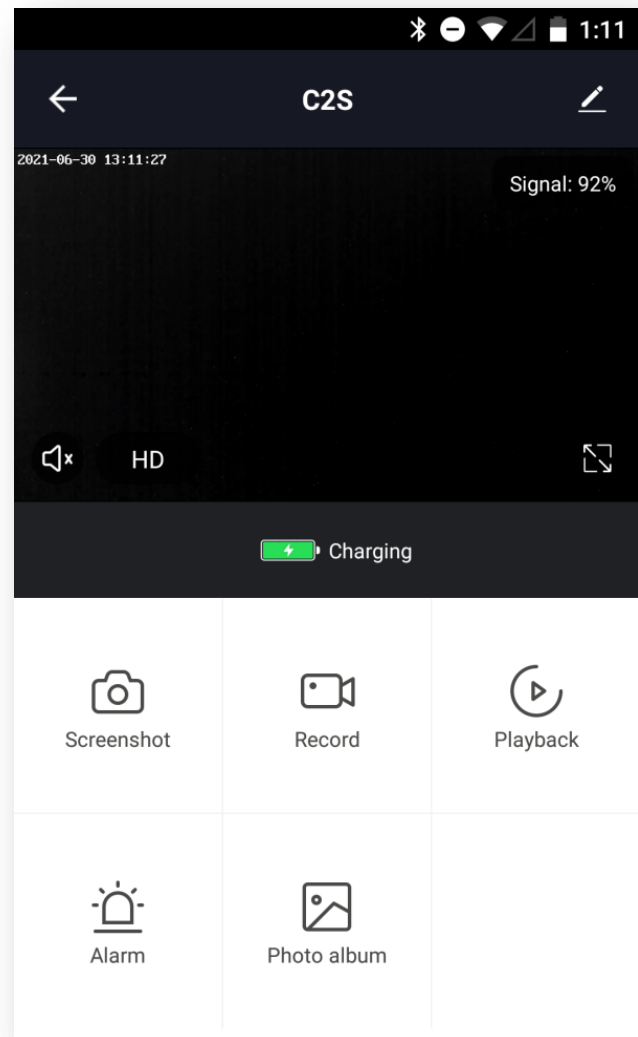 1:11
C2S
2021-06-30 13:11:27
Signal: 92%
HD
Charging
Screenshot
Record
Playback
Alarm
Photo album